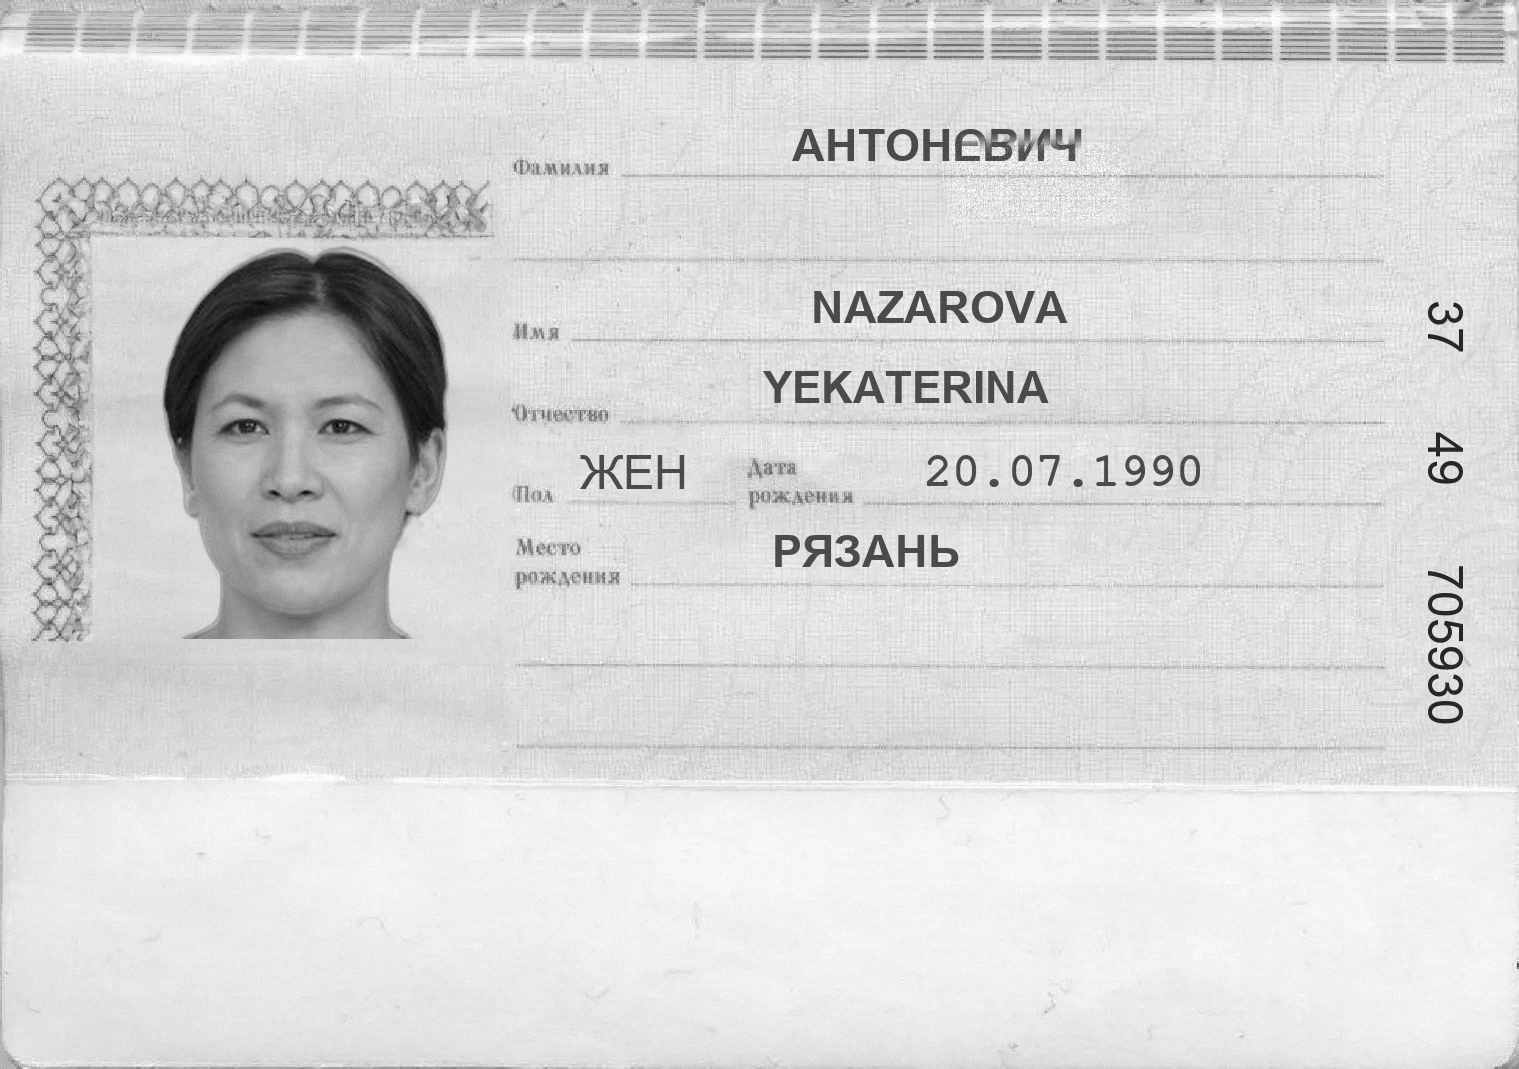 Фамилия АНТОНЕВИЧ
Имя NAZAROVA
Отчество YEKATERINA
Пол ЖЕН Дата рождения 20.07.1990
Место рождения РЯЗАНЬ
37 49 705930